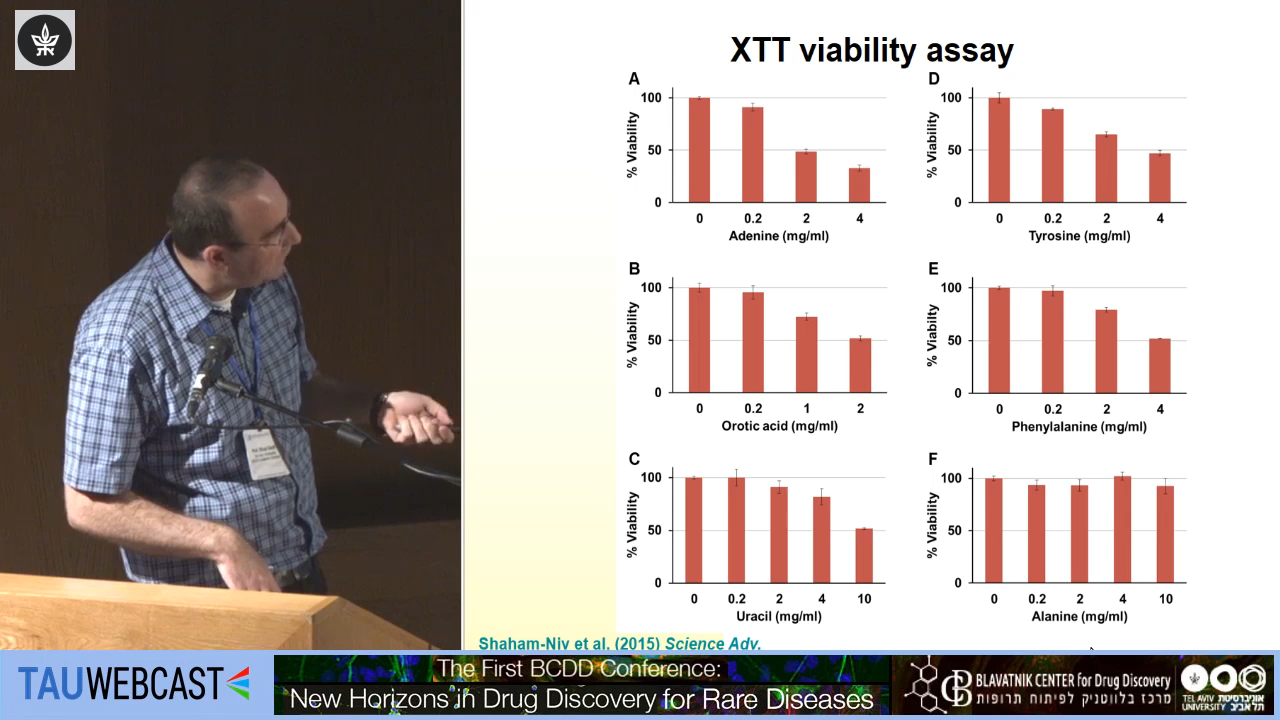 XTT viability assay
A
% Viability
100
50
0
0 0.2 2 4
Adenine (mg/ml)
D
% Viability
100
50
0
0 0.2 2 4
Tyrosine (mg/ml)
B
% Viability
100
50
0
0 0.2 1 2
Orotic acid (mg/ml)
E
% Viability
100
50
0
0 0.2 2 4
Phenylalanine (mg/ml)
C
% Viability
100
50
0
0 0.2 2 4 10
Uracil (mg/ml)
F
% Viability
100
50
0
0 0.2 2 4 10
Alanine (mg/ml)
Shaham-Niv et al. (2015) Science Adv.
TAUWEBCAST
The First BCDD Conference:
New Horizons in Drug Discovery for Rare Diseases
BLAVATNIK CENTER for Drug Discovery
מרכז בלווטניק לפיתוח תרופות
TEL AVIV אוניברסיטת
UNIVERSITY תל אביב